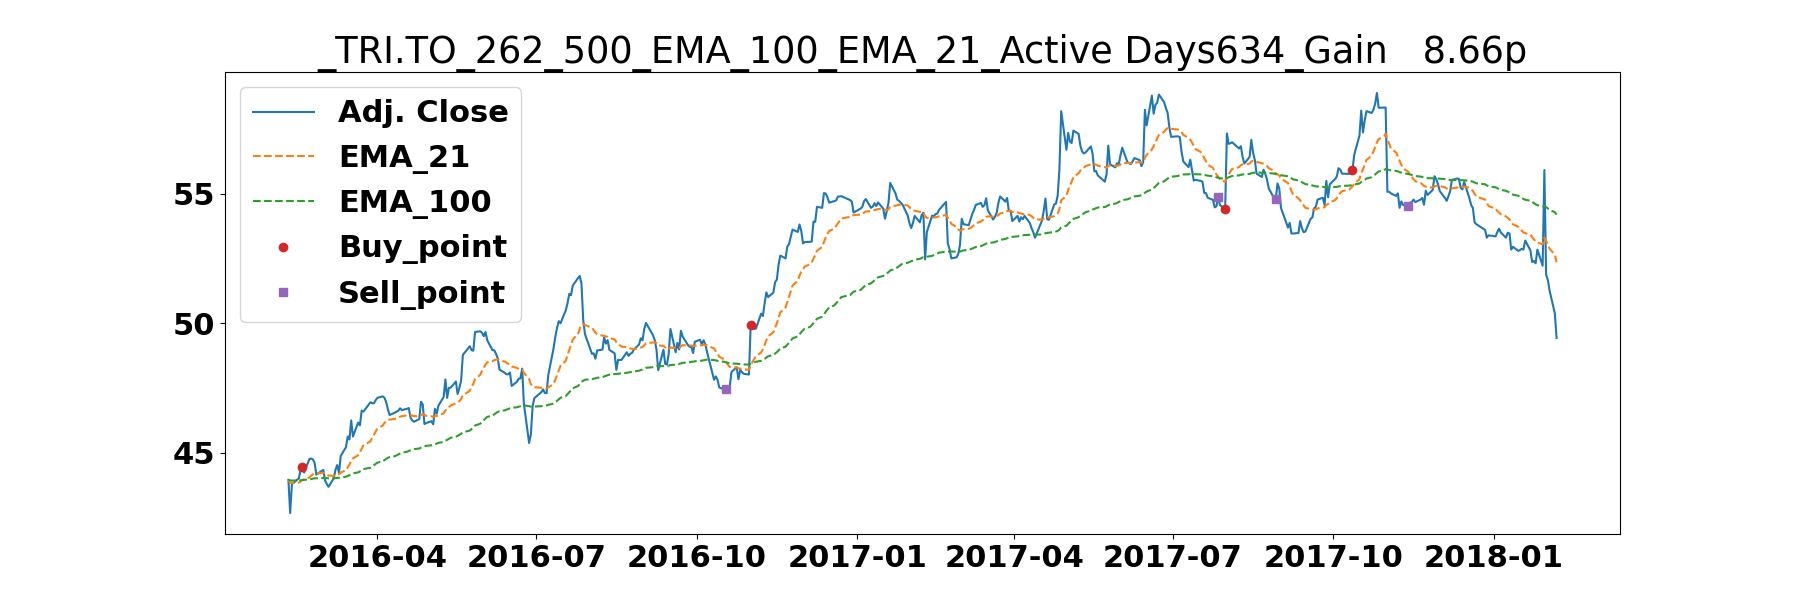 _TRI.TO_262_500_EMA_100_EMA_21_Active Days634_Gain   8.66p
Adj. Close
EMA_21
EMA_100
Buy_point
Sell_point
55
50
45
2016-04 2016-07 2016-10 2017-01 2017-04 2017-07 2017-10 2018-01